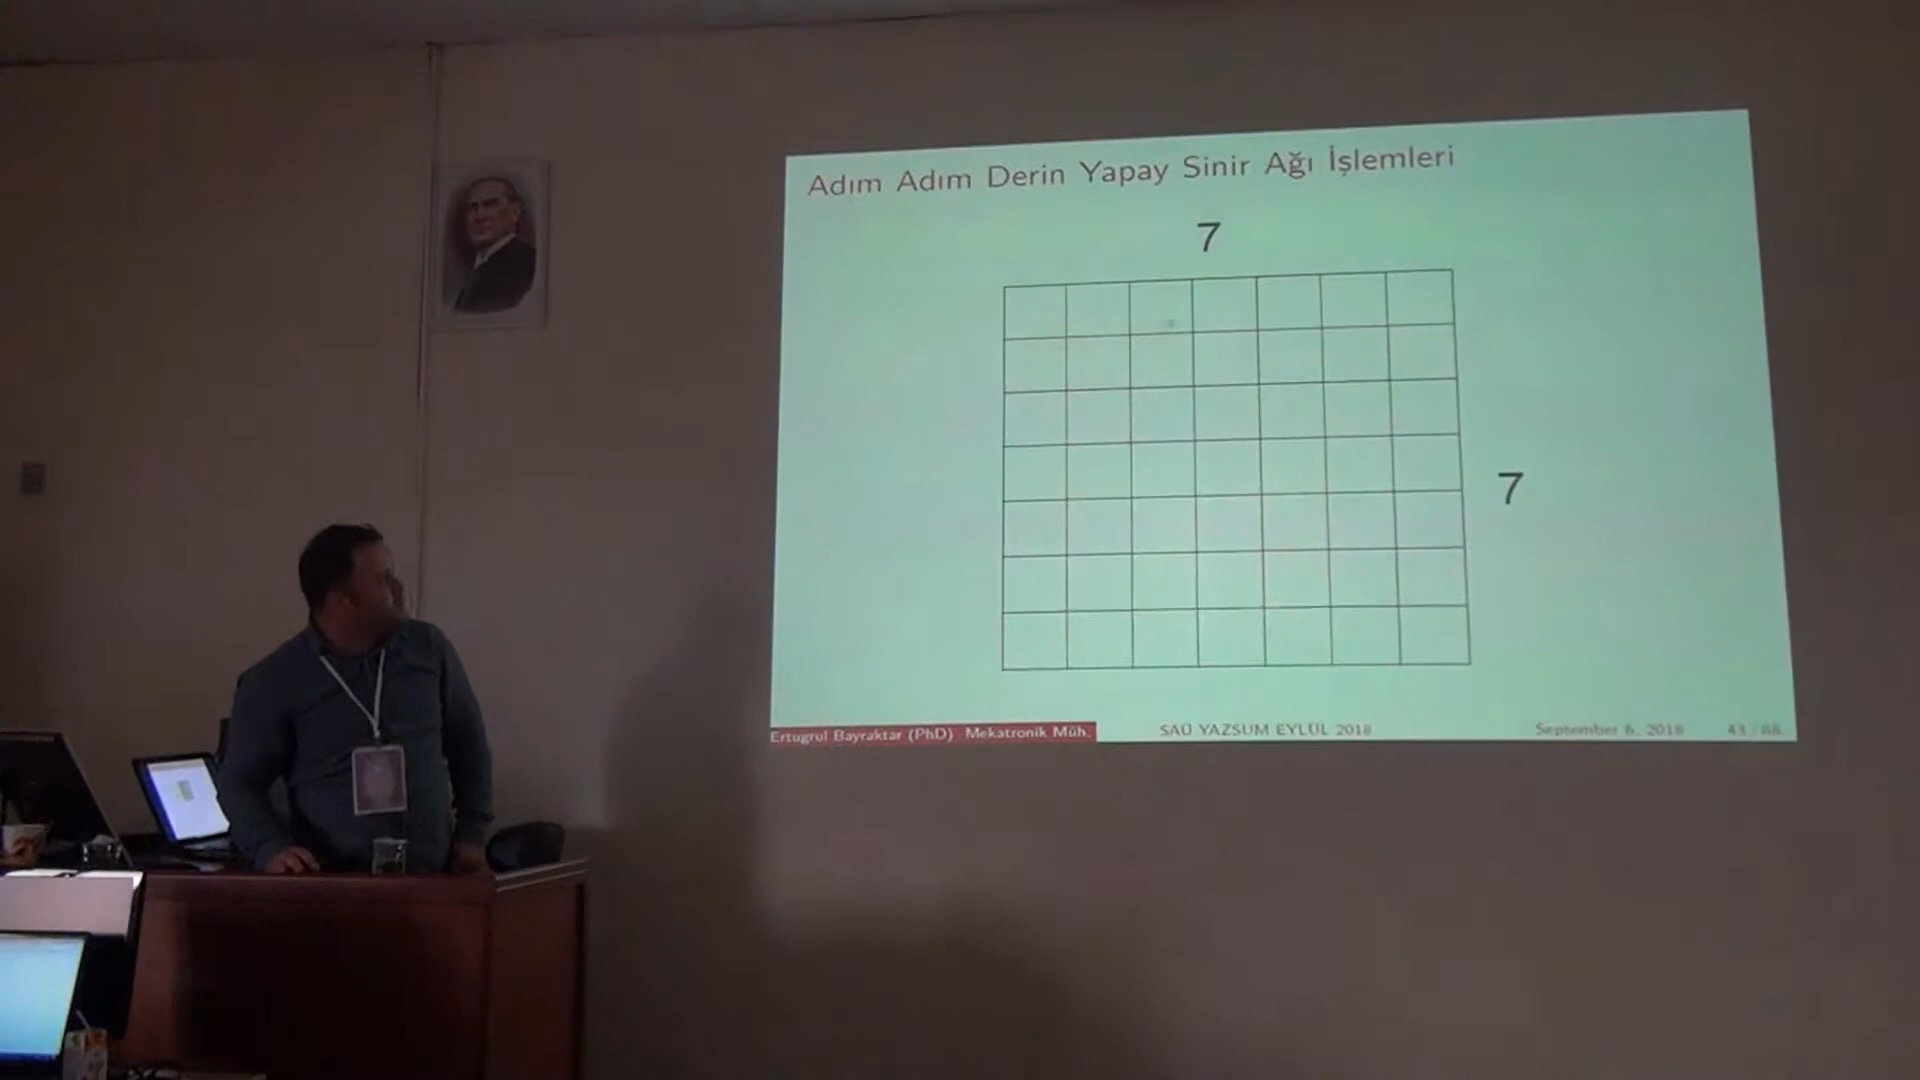 Adım Adım Derin Yapay Sinir Ağı İşlemleri
7
7
Ertugrul Bayraktar (PhD) Mekatronik Müh. SAÜ YAZSUM EYLÜL 2018 September 6, 2018 43 / 88